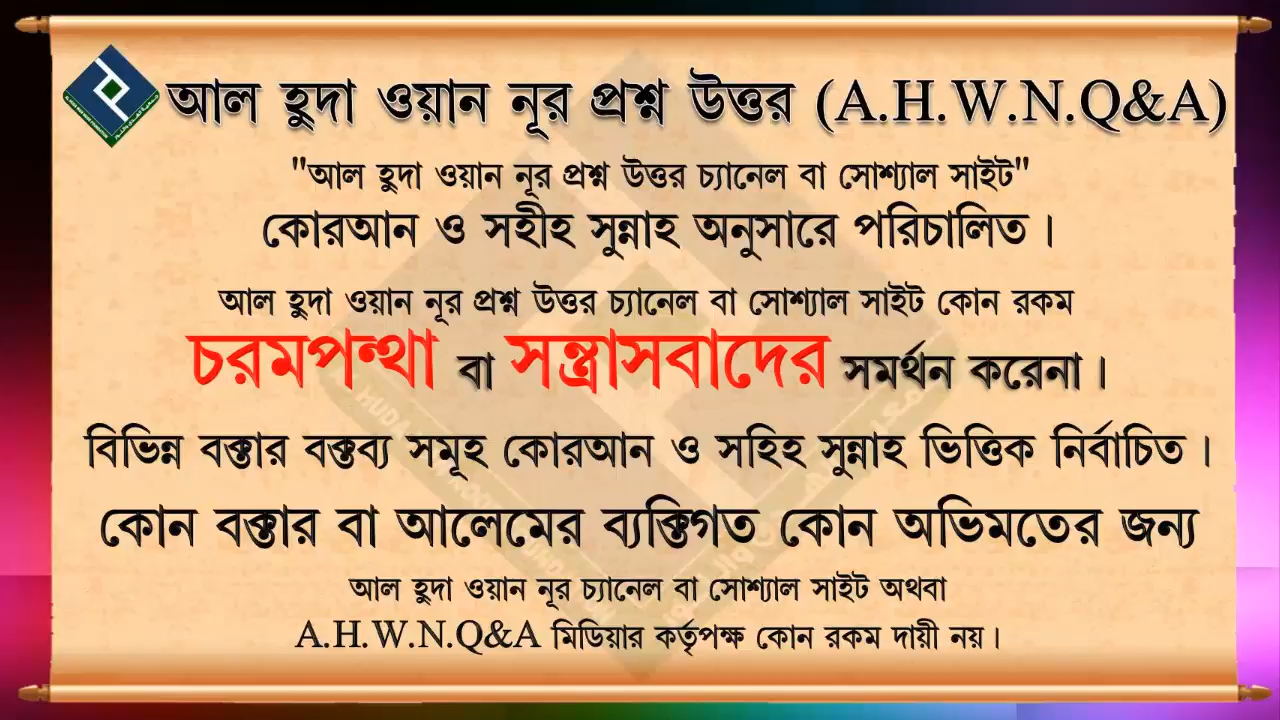 আল হুদা ওয়ান নূর প্রশ্ন উত্তর (A.H.W.N.Q&A)
"আল হুদা ওয়ান নূর প্রশ্ন উত্তর চ্যানেল বা সোশ্যাল সাইট"
কোরআন ও সহীহ সুন্নাহ অনুসারে পরিচালিত।
আল হুদা ওয়ান নূর প্রশ্ন উত্তর চ্যানেল বা সোশ্যাল সাইট কোন রকম
চরমপন্থা বা সন্ত্রাসবাদের সমর্থন করেনা।
বিভিন্ন বক্তার বক্তব্য সমূহ কোরআন ও সহিহ সুন্নাহ ভিত্তিক নির্বাচিত।
কোন বক্তার বা আলেমের ব্যক্তিগত কোন অভিমতের জন্য
আল হুদা ওয়ান নূর চ্যানেল বা সোশ্যাল সাইট অথবা
A.H.W.N.Q&A মিডিয়ার কর্তৃপক্ষ কোন রকম দায়ী নয়।